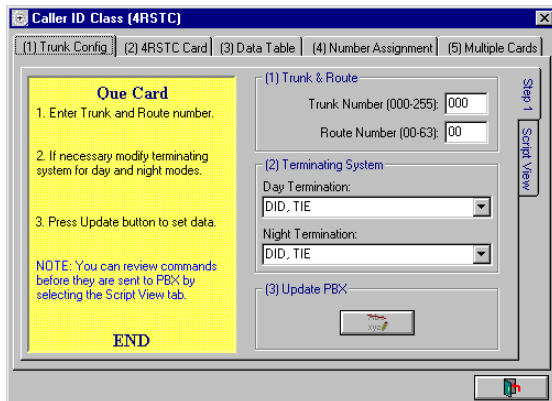 Caller ID Class (4RSTC)
(1) Trunk Config
(2) 4RSTC Card
(3) Data Table
(4) Number Assignment
(5) Multiple Cards
Que Card
1. Enter Trunk and Route number.
2. If necessary modify terminating
system for day and night modes.
3. Press Update button to set data.
NOTE: You can review commands
before they are sent to PBX by
selecting the Script View tab.
END
(1) Trunk & Route
Trunk Number (000-255): 000
Route Number (00-63): 00
(2) Terminating System
Day Termination:
DID, TIE
Night Termination:
DID, TIE
(3) Update PBX
xyz
Step 1
Script View